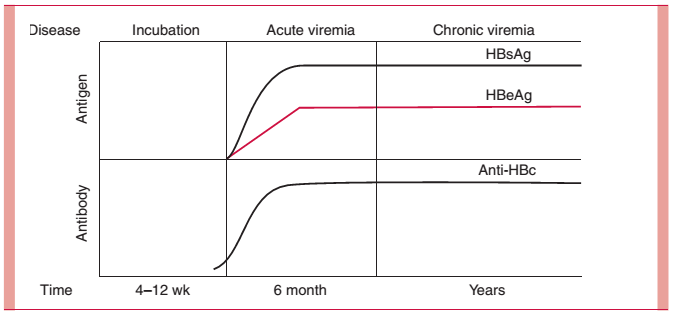 Disease Incubation Acute viremia Chronic viremia
HBsAg
Antigen
HBeAg
Anti-HBc
Antibody
Time 4–12 wk 6 month Years